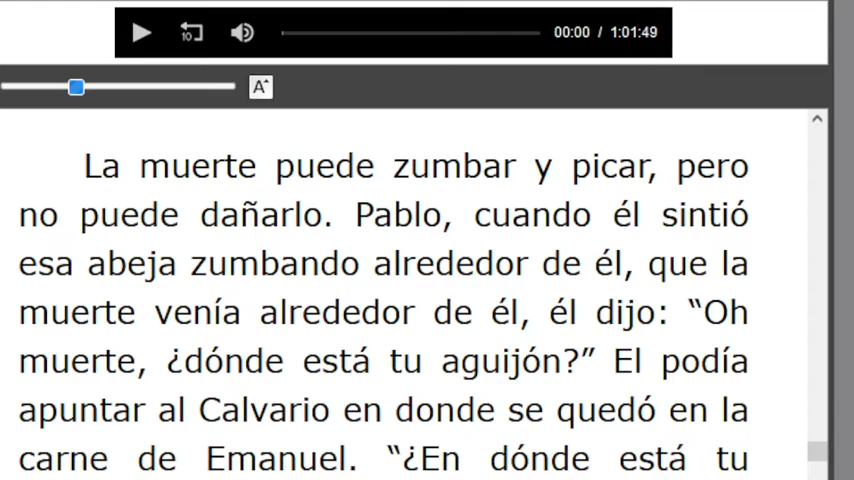 00:00 / 1:01:49
10
A
La muerte puede zumbar y picar, pero
no puede dañarlo. Pablo, cuando él sintió
esa abeja zumbando alrededor de él, que la
muerte venía alrededor de él, él dijo: “Oh
muerte, ¿dónde está tu aguijón?” El podía
apuntar al Calvario en donde se quedó en la
carne de Emanuel. “¿En dónde está tu